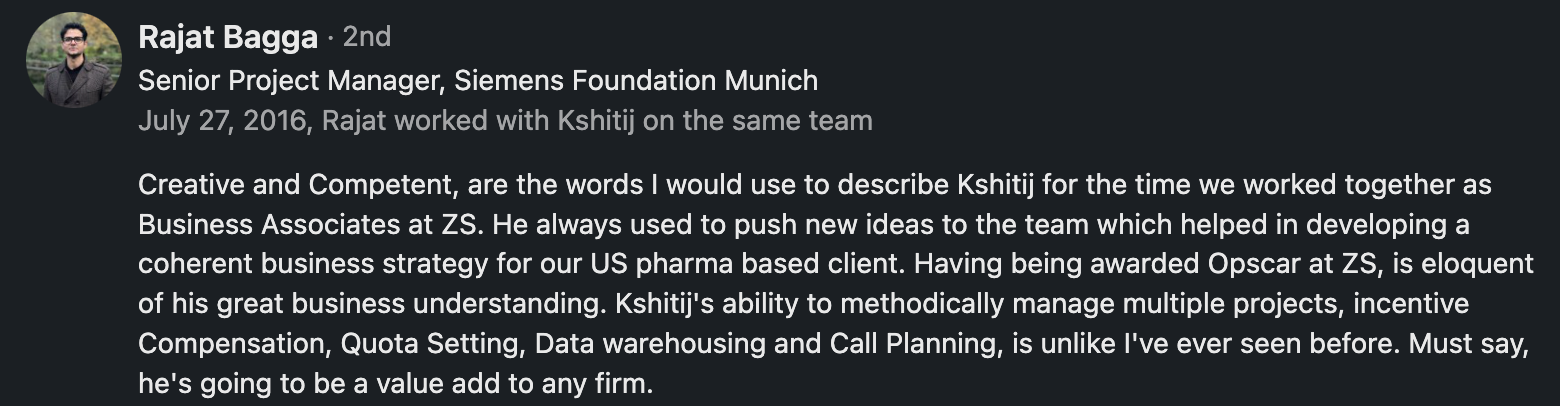 Rajat Bagga · 2nd
Senior Project Manager, Siemens Foundation Munich
July 27, 2016, Rajat worked with Kshitij on the same team
Creative and Competent, are the words I would use to describe Kshitij for the time we worked together as
Business Associates at ZS. He always used to push new ideas to the team which helped in developing a
coherent business strategy for our US pharma based client. Having being awarded Opscar at ZS, is eloquent
of his great business understanding. Kshitij's ability to methodically manage multiple projects, incentive
Compensation, Quota Setting, Data warehousing and Call Planning, is unlike I've ever seen before. Must say,
he's going to be a value add to any firm.